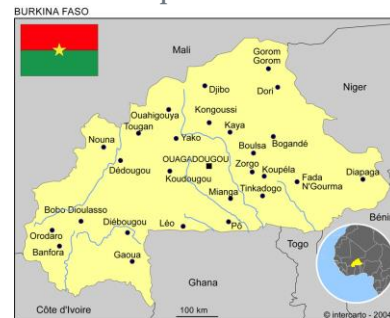 BURKINA FASO
Mali
Gorom
Gorom
Niger
Djibo
Dori
Ouahigouya
Kongoussi
Tougan
Kaya
Nouna
Yako
Bogandé
Boulsa
OUAGADOUGOU
Zorgo
Dédougou
Koupéla
Koudougou
Fada
N'Gourma
Diapaga
Mianga
Tinkadogo
Bobo Dioulasso
Diébougou
Léo
Pô
Bénin
Orodaro
Banfora
Gaoua
Togo
Ghana
Côte d'Ivoire
100 km
© intercarto - 2004